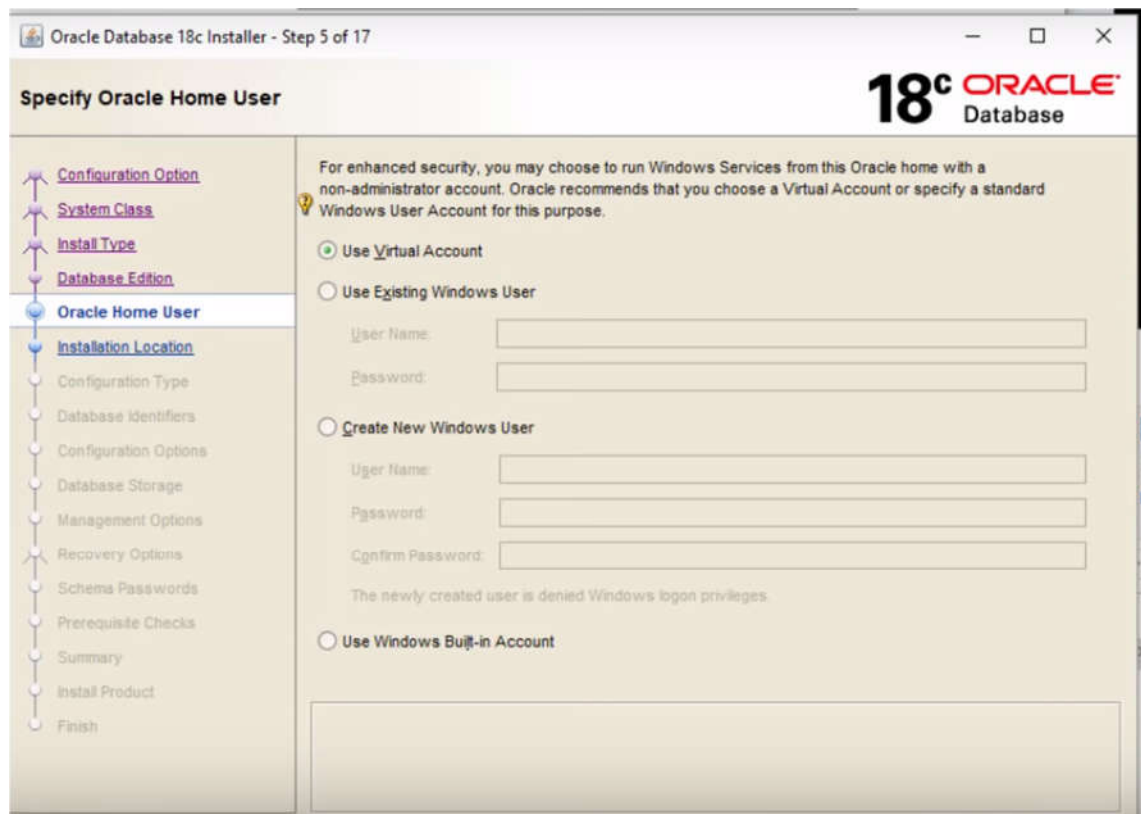 Oracle Database 18c Installer - Step 5 of 17
Specify Oracle Home User
18c ORACLE
Database
Configuration Option
System Class
Install Type
Database Edition
Oracle Home User
Installation Location
Configuration Type
Database Identifiers
Configuration Options
Database Storage
Management Options
Recovery Options
Schema Passwords
Prerequisite Checks
Summary
Install Product
Finish
For enhanced security, you may choose to run Windows Services from this Oracle home with a
non-administrator account. Oracle recommends that you choose a Virtual Account or specify a standard
Windows User Account for this purpose.
Use Virtual Account
Use Existing Windows User
User Name:
Password:
Create New Windows User
User Name:
Password:
Confirm Password:
The newly created user is denied Windows logon privileges.
Use Windows Built-in Account